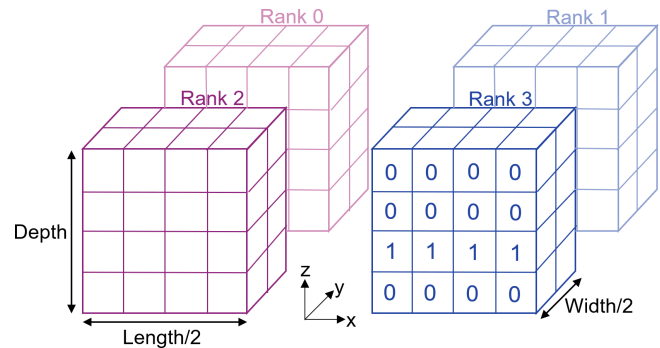 Rank 0
Rank 1
Rank 2
Rank 3
0 0 0 0
0 0 0 0
1 1 1 1
0 0 0 0
Depth
Length/2
z
y
x
Width/2